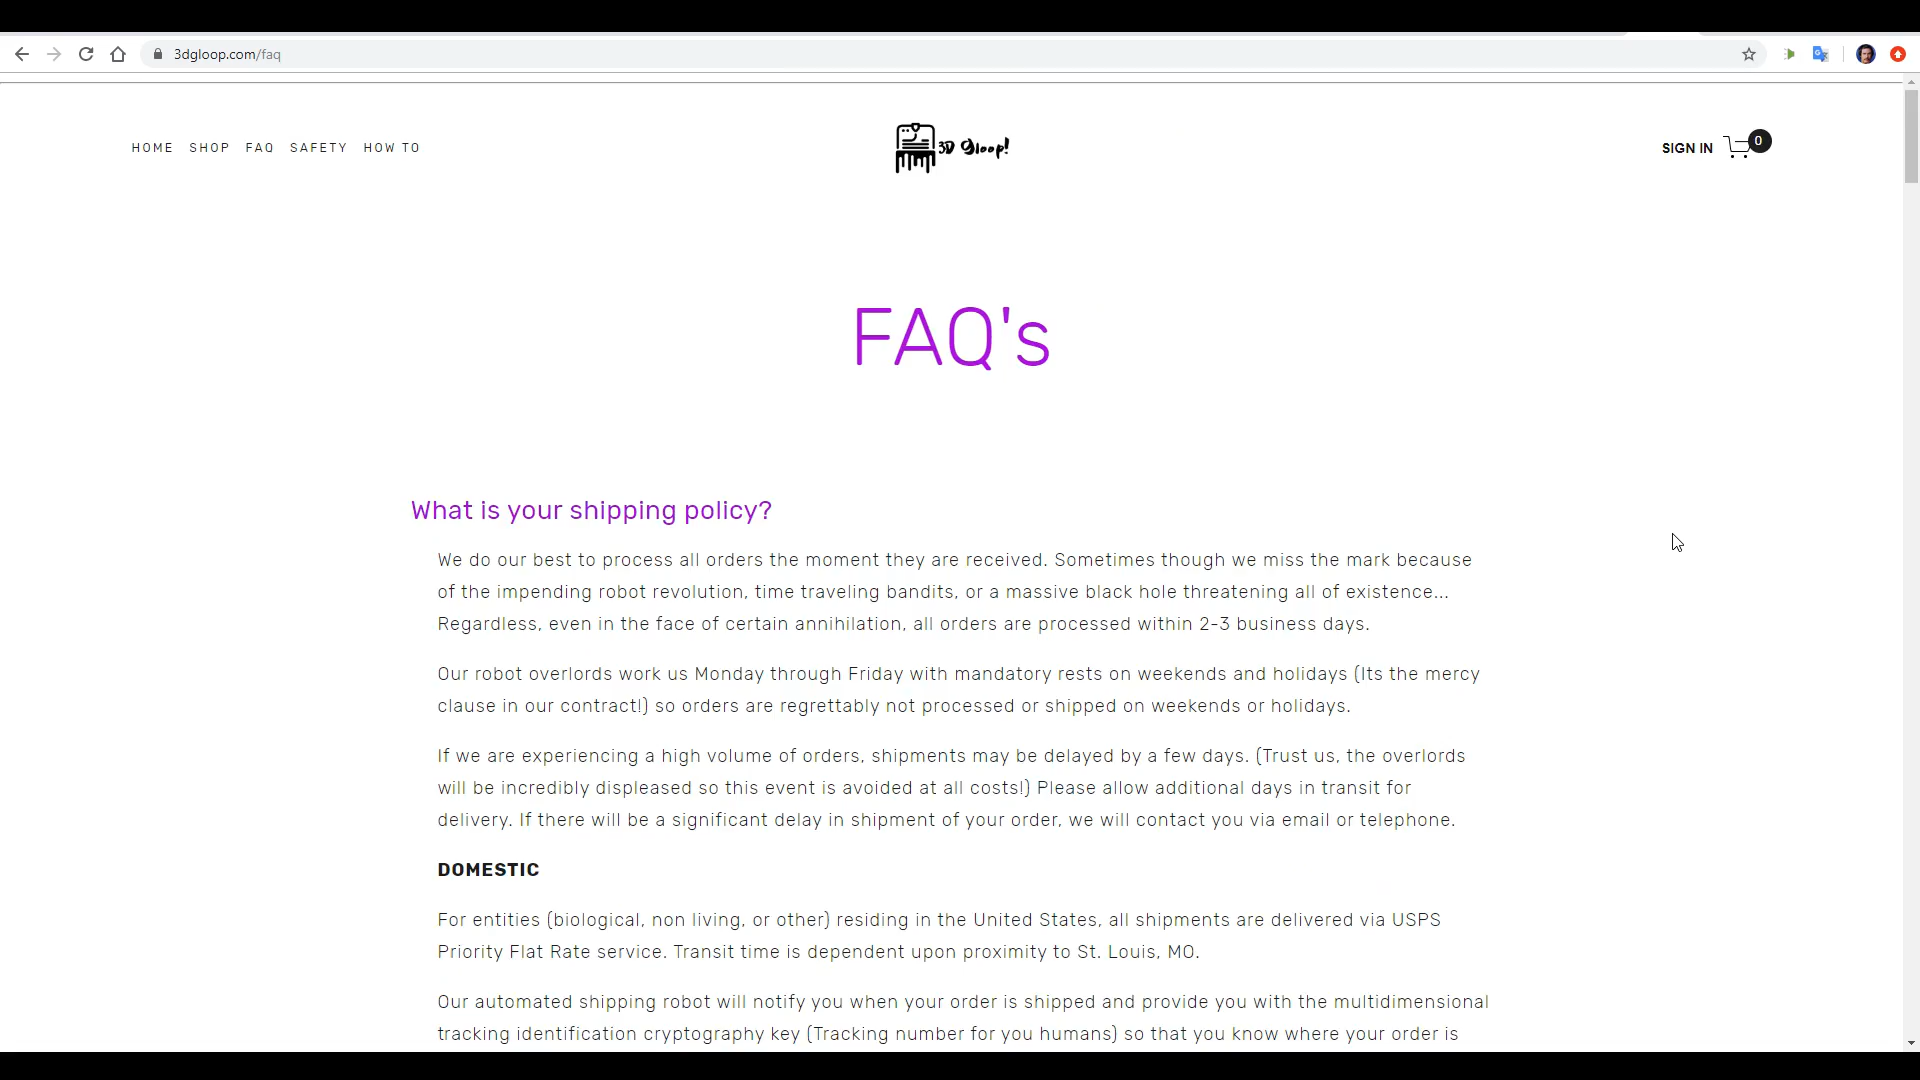 3dgloop.com/faq
HOME SHOP FAQ SAFETY HOW TO
3D Gloop!
SIGN IN 0
FAQ's
What is your shipping policy?
We do our best to process all orders the moment they are received. Sometimes though we miss the mark because
of the impending robot revolution, time traveling bandits, or a massive black hole threatening all of existence...
Regardless, even in the face of certain annihilation, all orders are processed within 2-3 business days.
Our robot overlords work us Monday through Friday with mandatory rests on weekends and holidays (Its the mercy
clause in our contract!) so orders are regrettably not processed or shipped on weekends or holidays.
If we are experiencing a high volume of orders, shipments may be delayed by a few days. (Trust us, the overlords
will be incredibly displeased so this event is avoided at all costs!) Please allow additional days in transit for
delivery. If there will be a significant delay in shipment of your order, we will contact you via email or telephone.
DOMESTIC
For entities (biological, non living, or other) residing in the United States, all shipments are delivered via USPS
Priority Flat Rate service. Transit time is dependent upon proximity to St. Louis, MO.
Our automated shipping robot will notify you when your order is shipped and provide you with the multidimensional
tracking identification cryptography key (Tracking number for you humans) so that you know where your order is